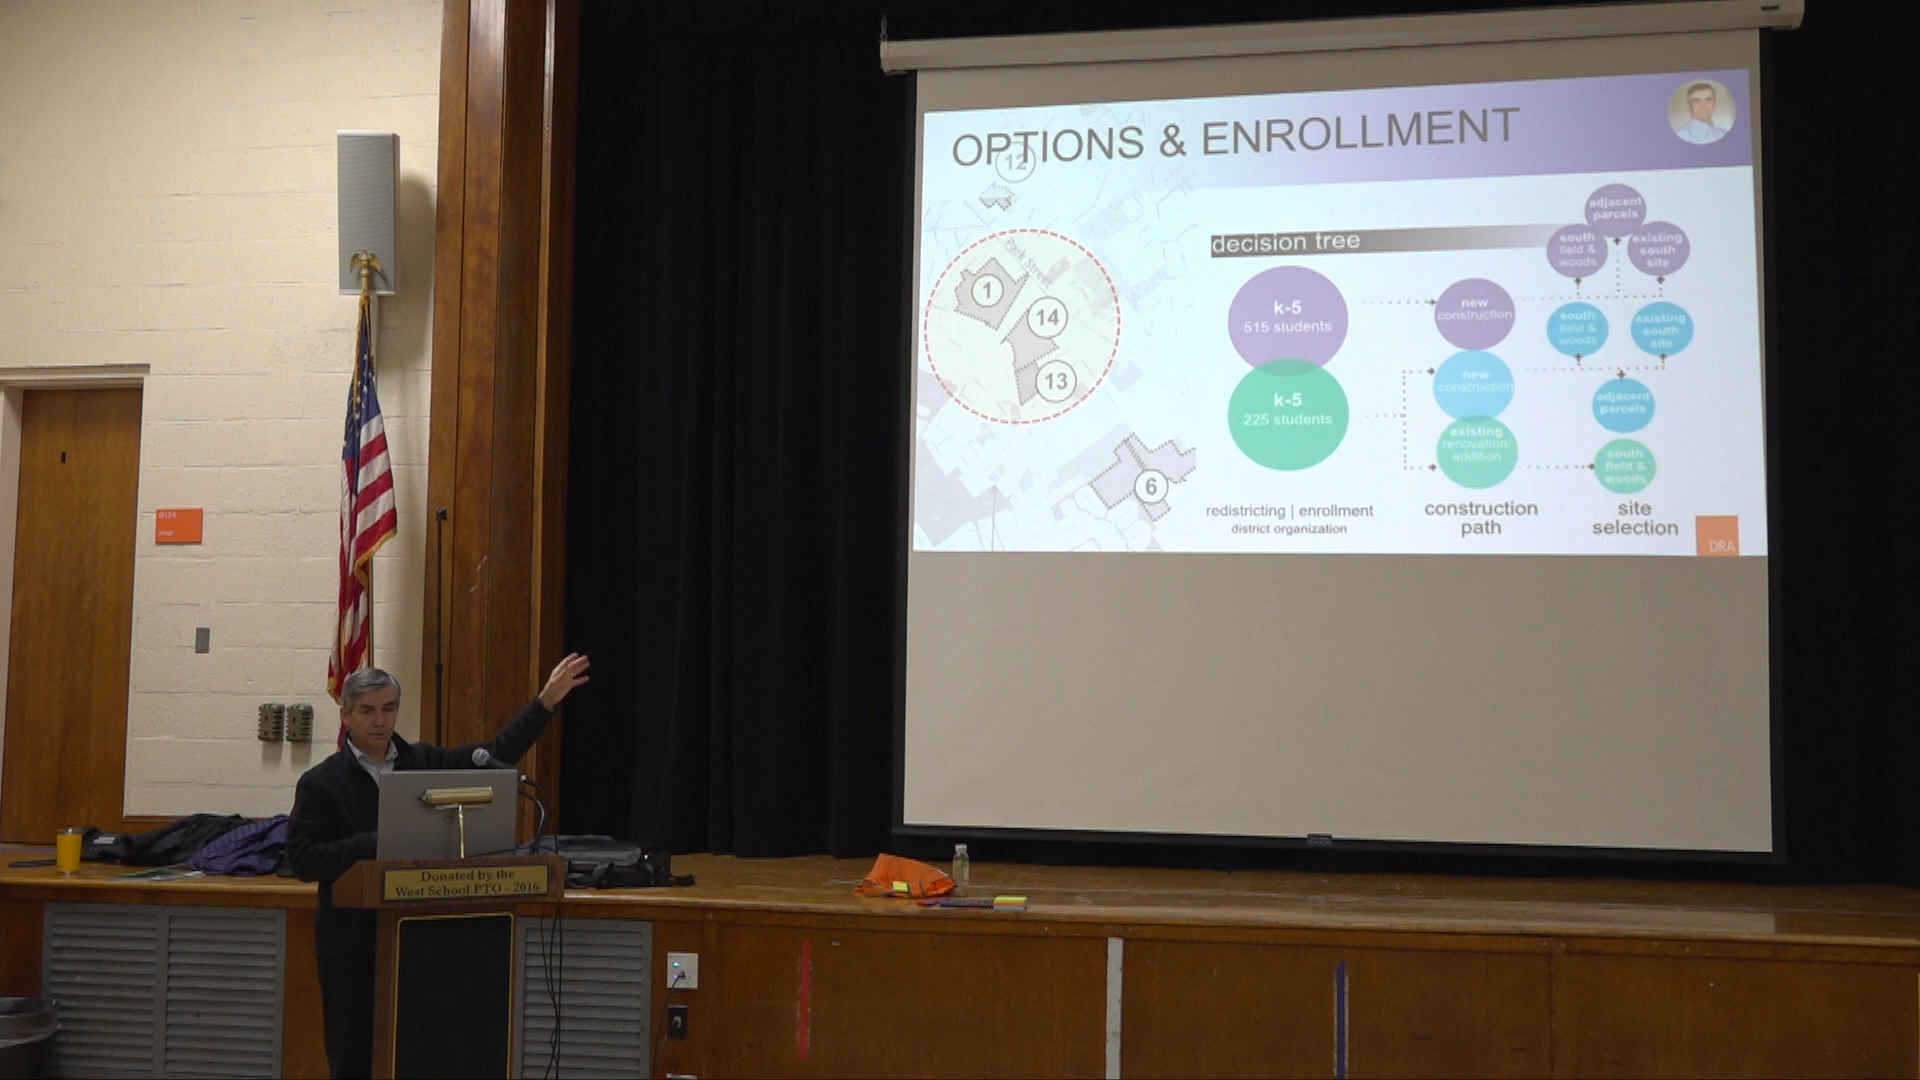 OPTIONS & ENROLLMENT
12
Park Street
1
14
13
6
decision tree
k-5
515 students
k-5
225 students
redistricting | enrollment
district organization
new
construction
new
construction
existing
renovation/
addition
construction
path
adjacent
parcels
south
field &
woods
existing
south
site
south
field &
woods
existing
south
site
adjacent
parcels
south
field &
woods
site
selection
DRA
Donated by the
West School PTO - 2016